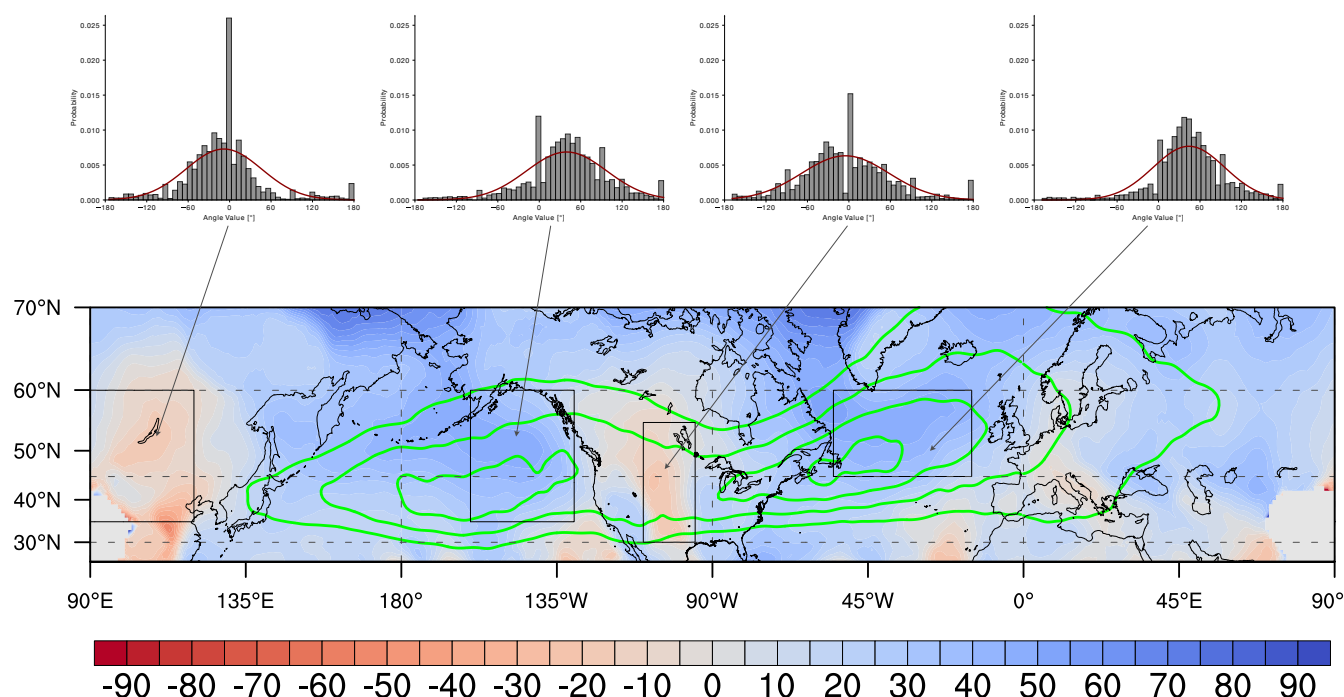 0.025 0.025 0.025 0.025
0.020 0.020 0.020 0.020
0.015 0.015 0.015 0.015
0.010 0.010 0.010 0.010
0.005 0.005 0.005 0.005
0.000 0.000 0.000 0.000
Probability Probability Probability Probability
−180 −120 −60 0 60 120 180 −180 −120 −60 0 60 120 180 −180 −120 −60 0 60 120 180 −180 −120 −60 0 60 120 180
Angle Value [°] Angle Value [°] Angle Value [°] Angle Value [°]
70°N
60°N
50°N
40°N
30°N
90°E 135°E 180° 135°W 90°W 45°W 0° 45°E 90°
-90 -80 -70 -60 -50 -40 -30 -20 -10 0 10 20 30 40 50 60 70 80 90